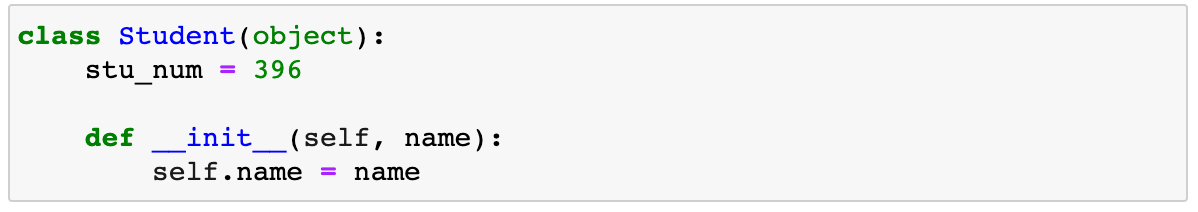 class Student(object):
    stu_num = 396
    def __init__(self, name):
        self.name = name